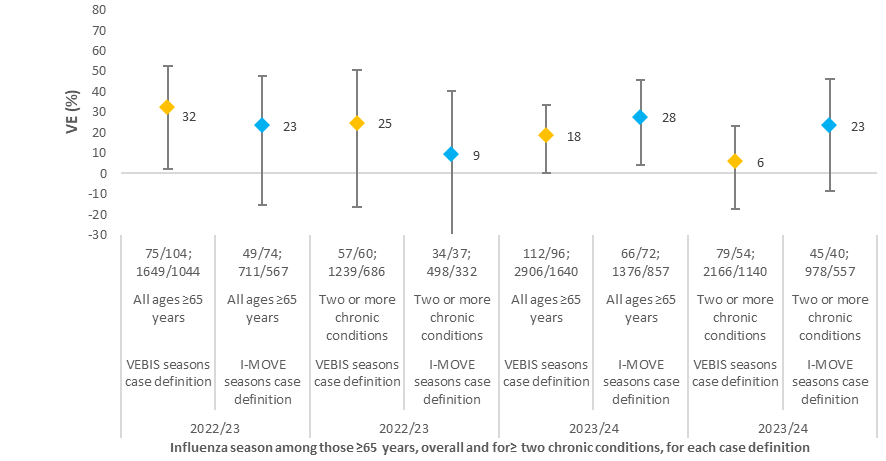 80
70
60
50
40
30
20
10
0
-10
-20
-30
VE (%)
32
23
25
9
18
28
6
23
75/104; 49/74; 57/60; 34/37; 112/96; 66/72; 79/54; 45/40;
1649/1044 711/567 1239/686 498/332 2906/1640 1376/857 2166/1140 978/557
All ages ≥65 All ages ≥65 Two or more Two or more All ages ≥65 All ages ≥65 Two or more Two or more
years years chronic chronic years years chronic chronic
conditions conditions conditions conditions
VEBIS seasons I-MOVE VEBIS seasons I-MOVE VEBIS seasons I-MOVE VEBIS seasons I-MOVE
case definition seasons case case definition seasons case case definition seasons case case definition seasons case
definition definition definition definition
2022/23 2022/23 2023/24 2023/24
Influenza season among those ≥65 years, overall and for≥ two chronic conditions, for each case definition